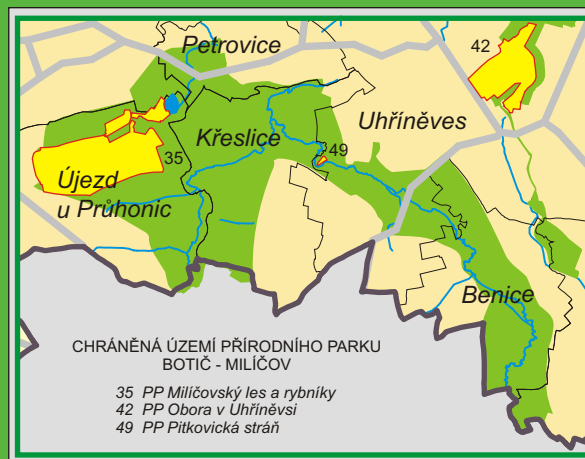 42
Petrovice
Uhříněves
Křeslice
49
35
Újezd
u Průhonic
Benice
CHRÁNĚNÁ ÚZEMÍ PŘÍRODNÍHO PARKU
BOTIČ - MILÍČOV
35 PP Milíčovský les a rybníky
42 PP Obora v Uhříněvsi
49 PP Pitkovická stráň